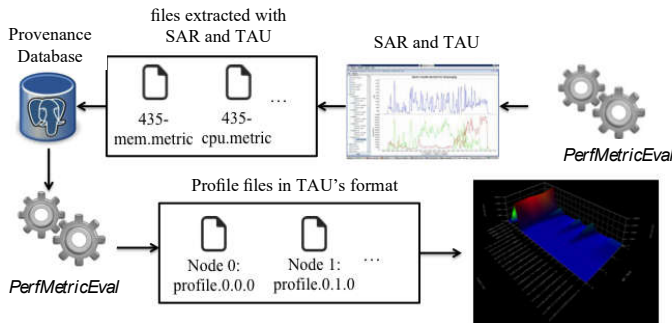 files extracted with
SAR and TAU
Provenance
Database
SAR and TAU
435-
mem.metric
435-
cpu.metric
...
PerfMetricEval
Profile files in TAU's format
Node 0:
profile.0.0.0
Node 1:
profile.0.1.0
...
PerfMetricEval